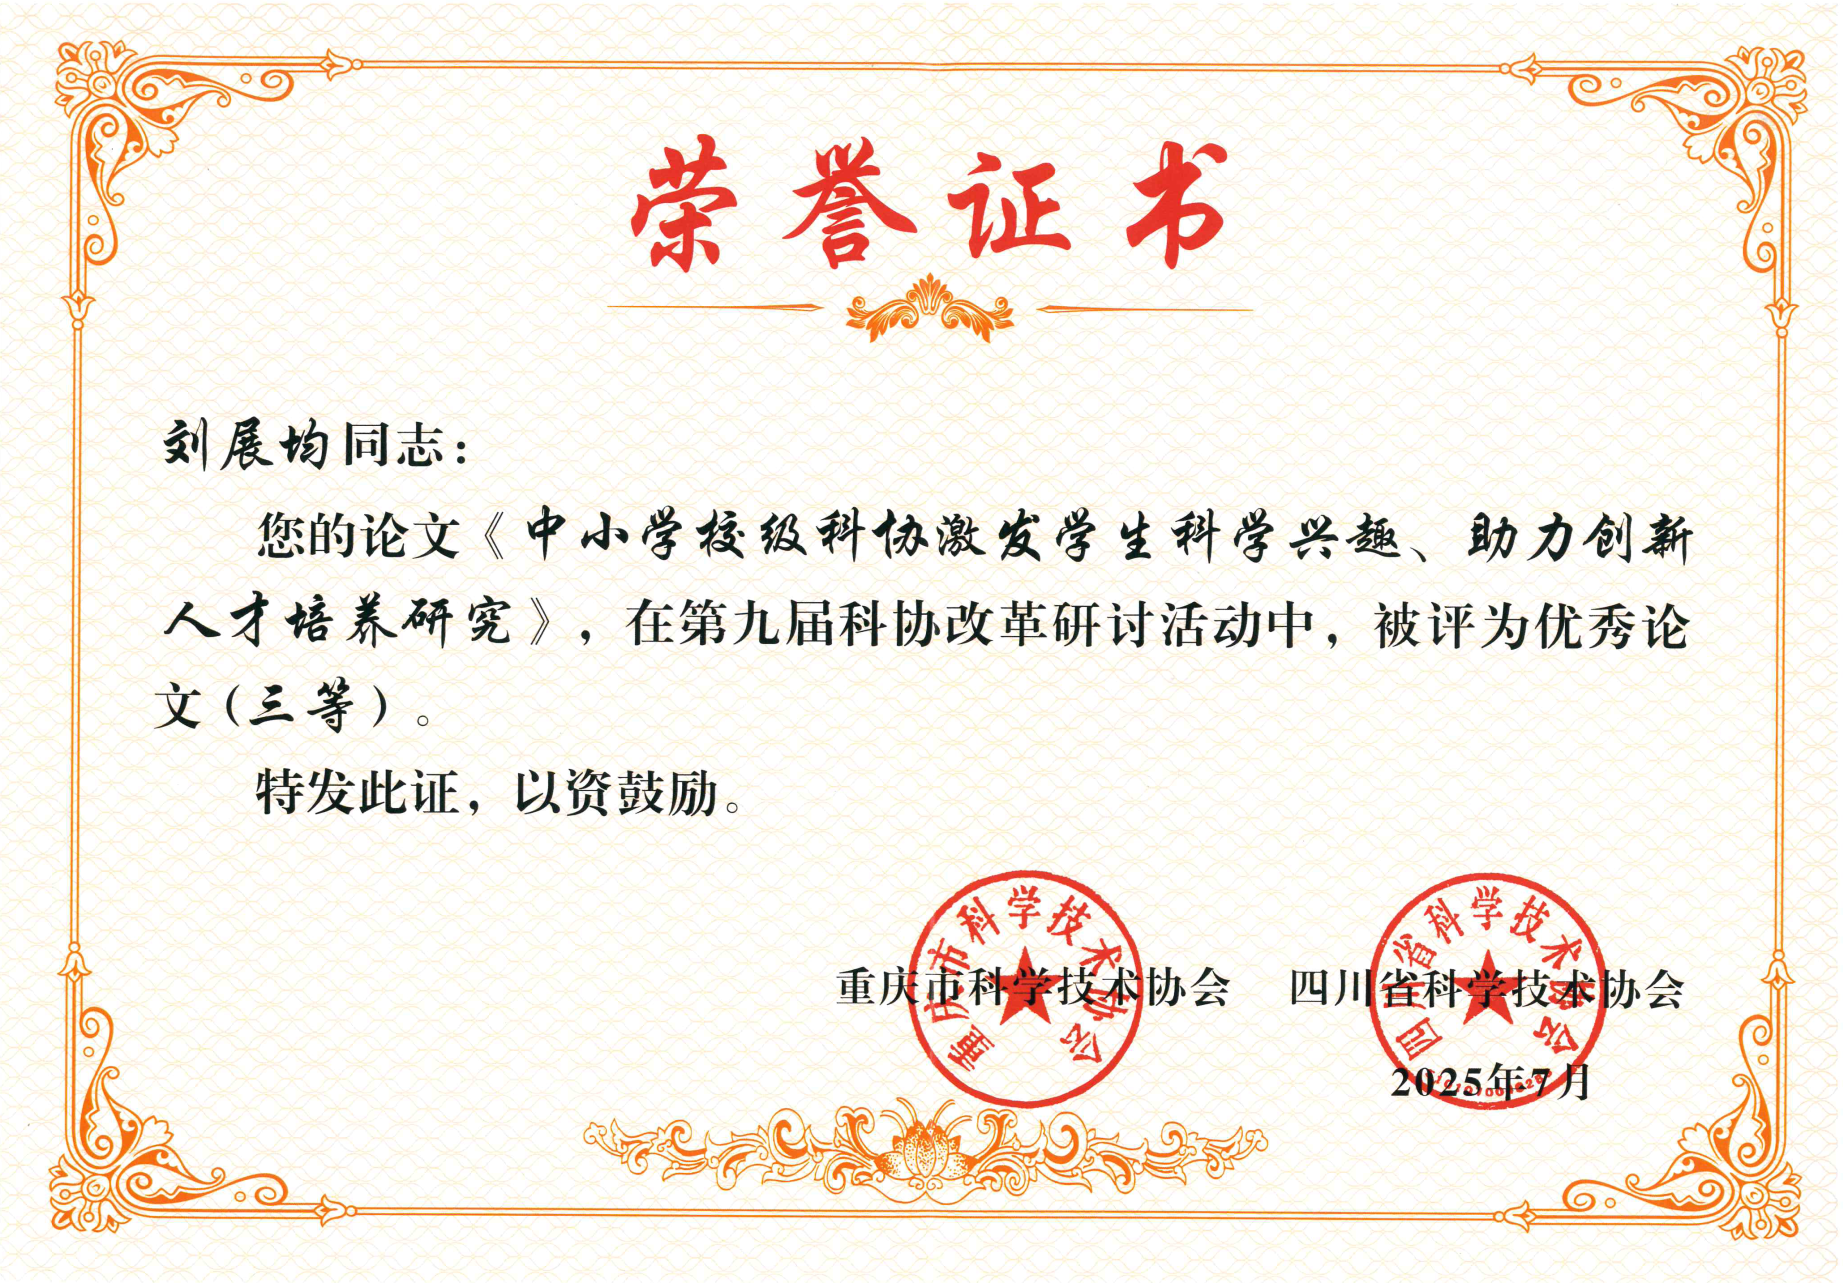 荣誉证书
刘展均同志：
您的论文《中小学校级科协激发学生科学兴趣、助力创新
人才培养研究》，在第九届科协改革研讨活动中，被评为优秀论
文(三等)。
特发此证，以资鼓励。
重庆市科学技术协会 四川省科学技术协会
2025年7月
重庆市科学技术协会
四川省科学技术协会